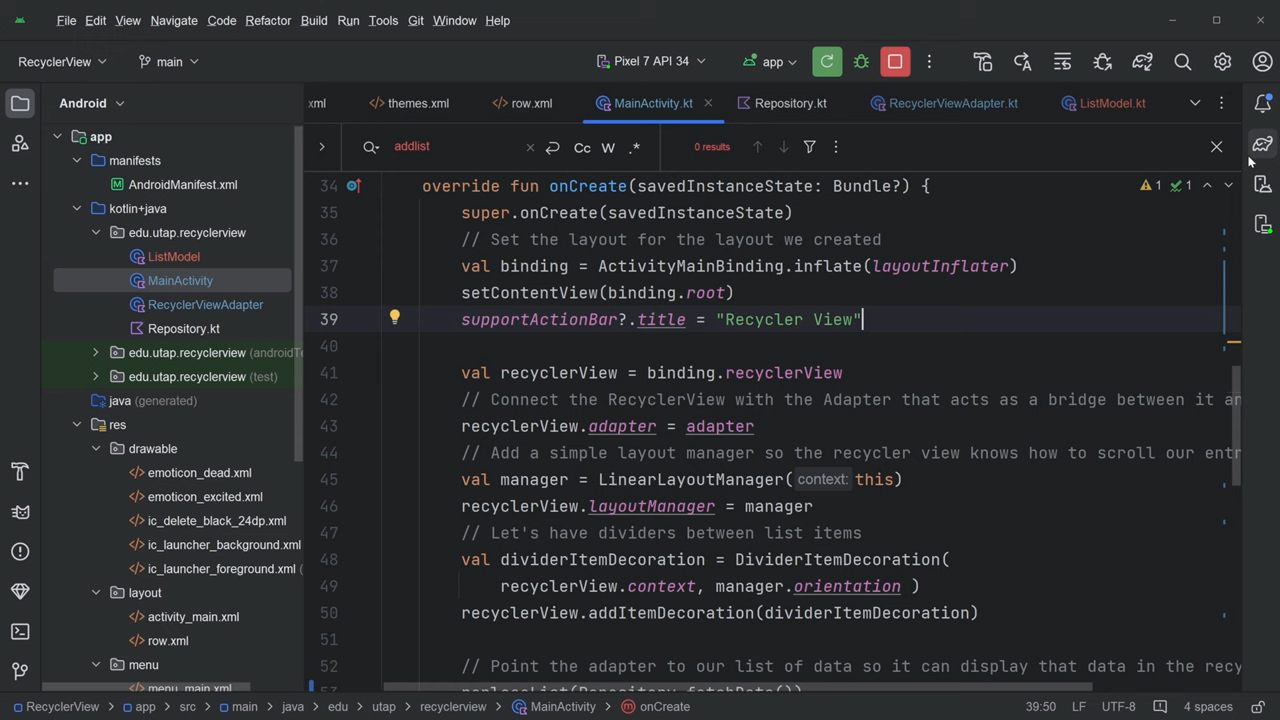 File Edit View Navigate Code Refactor Build Run Tools Git Window Help
RecyclerView main Pixel 7 API 34 app
Android
xml themes.xml row.xml MainActivity.kt Repository.kt RecyclerViewAdapter.kt ListModel.kt
addlist Cc W .* 0 results
app
manifests
AndroidManifest.xml
kotlin+java
edu.utap.recyclerview
ListModel
MainActivity
RecyclerViewAdapter
Repository.kt
edu.utap.recyclerview (androidTe
edu.utap.recyclerview (test)
java (generated)
res
drawable
emoticon_dead.xml
emoticon_excited.xml
ic_delete_black_24dp.xml
ic_launcher_background.xml
ic_launcher_foreground.xml (
layout
activity_main.xml
row.xml
menu
menu_main.xml
1 1
34 override fun onCreate(savedInstanceState: Bundle?) {
35 super.onCreate(savedInstanceState)
36 // Set the layout for the layout we created
37 val binding = ActivityMainBinding.inflate(layoutInflater)
38 setContentView(binding.root)
39 supportActionBar?.title = "Recycler View"
40
41 val recyclerView = binding.recyclerView
42 // Connect the RecyclerView with the Adapter that acts as a bridge between it an
43 recyclerView.adapter = adapter
44 // Add a simple layout manager so the recycler view knows how to scroll our entr
45 val manager = LinearLayoutManager( context: this)
46 recyclerView.layoutManager = manager
47 // Let's have dividers between list items
48 val dividerItemDecoration = DividerItemDecoration(
49 recyclerView.context, manager.orientation )
50 recyclerView.addItemDecoration(dividerItemDecoration)
51
52 // Point the adapter to our list of data so it can display that data in the recy
53 replaceList(Repository.fetchData())
RecyclerView app src main java edu utap recyclerview MainActivity onCreate 39:50 LF UTF-8 4 spaces